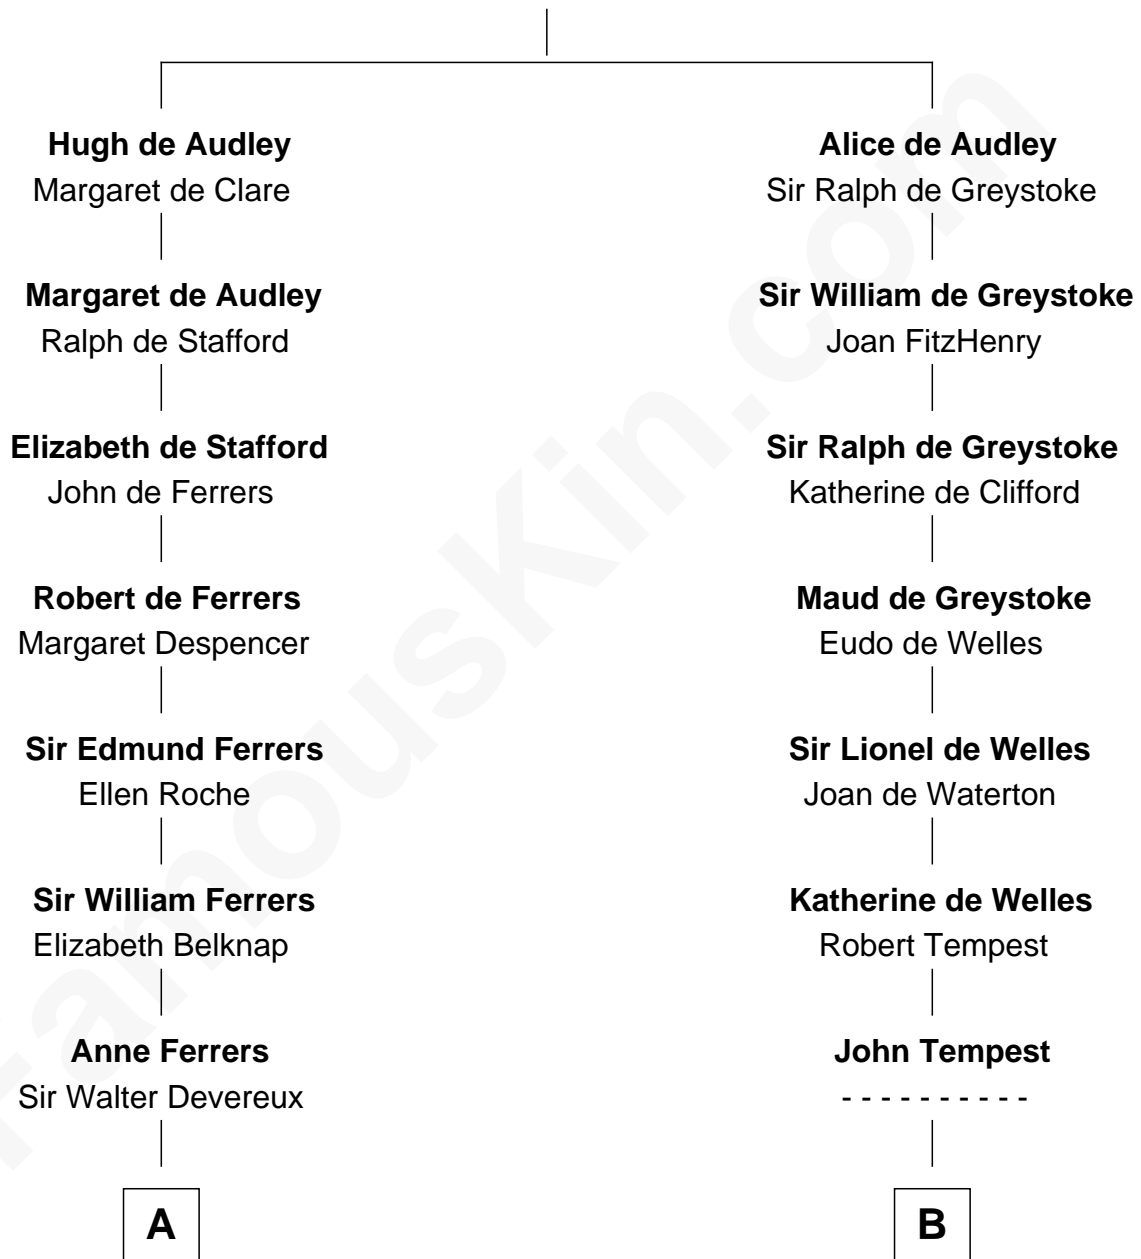 Hugh de Audley
Margaret de Clare
Margaret de Audley
Ralph de Stafford
Elizabeth de Stafford
John de Ferrers
Robert de Ferrers
Margaret Despencer
Sir Edmund Ferrers
Ellen Roche
Sir William Ferrers
Elizabeth Belknap
Anne Ferrers
Sir Walter Devereux
A
Alice de Audley
Sir Ralph de Greystoke
Sir William de Greystoke
Joan FitzHenry
Sir Ralph de Greystoke
Katherine de Clifford
Maud de Greystoke
Eudo de Welles
Sir Lionel de Welles
Joan de Waterton
Katherine de Welles
Robert Tempest
John Tempest
- - - - - - - - - -
B
FamousKin.com